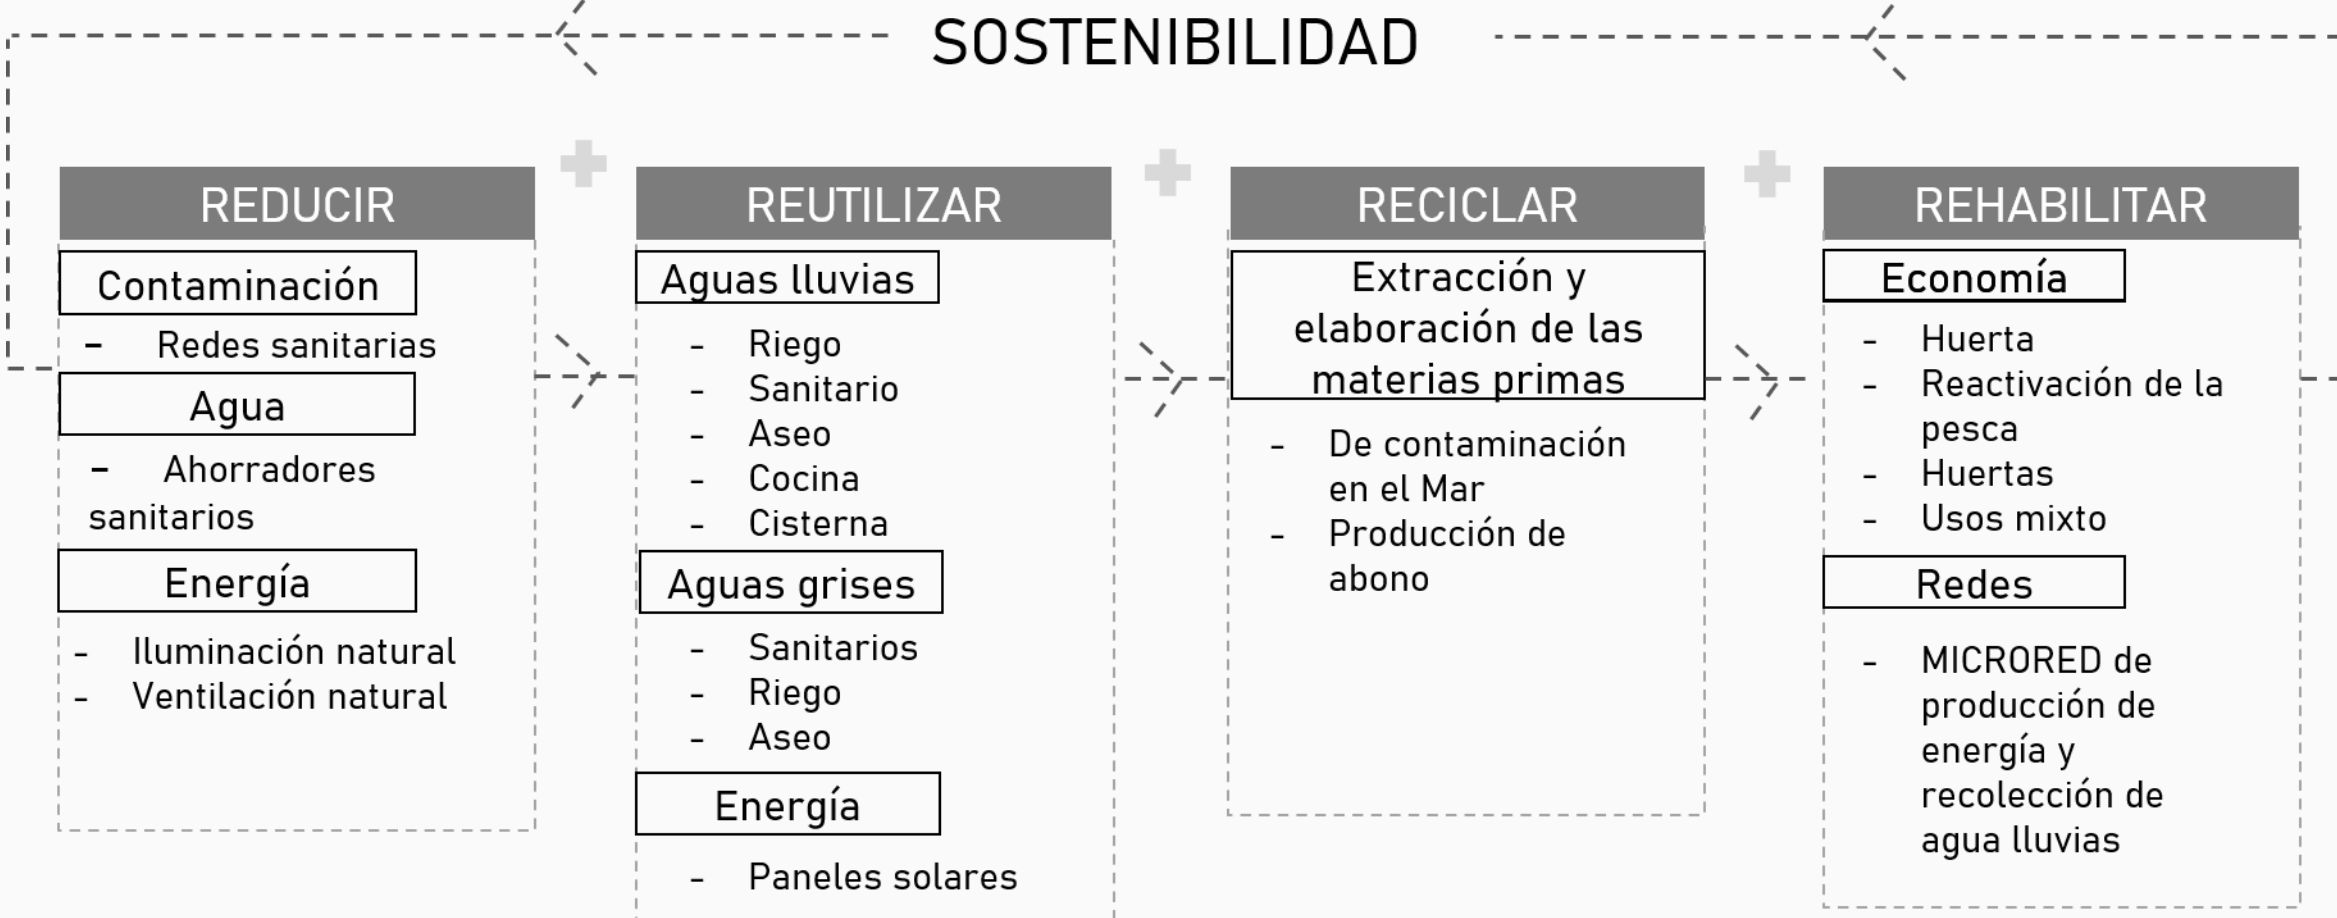 SOSTENIBILIDAD
REDUCIR
Contaminación
- Redes sanitarias
Agua
- Ahorradores
sanitarios
Energía
- Iluminación natural
- Ventilación natural
REUTILIZAR
Aguas lluvias
- Riego
- Sanitario
- Aseo
- Cocina
- Cisterna
Aguas grises
- Sanitarios
- Riego
- Aseo
Energía
- Paneles solares
RECICLAR
Extracción y
elaboración de las
materias primas
- De contaminación
en el Mar
- Producción de
abono
REHABILITAR
Economía
- Huerta
- Reactivación de la
pesca
- Huertas
- Usos mixto
Redes
- MICRORED de
producción de
energía y
recolección de
agua lluvias